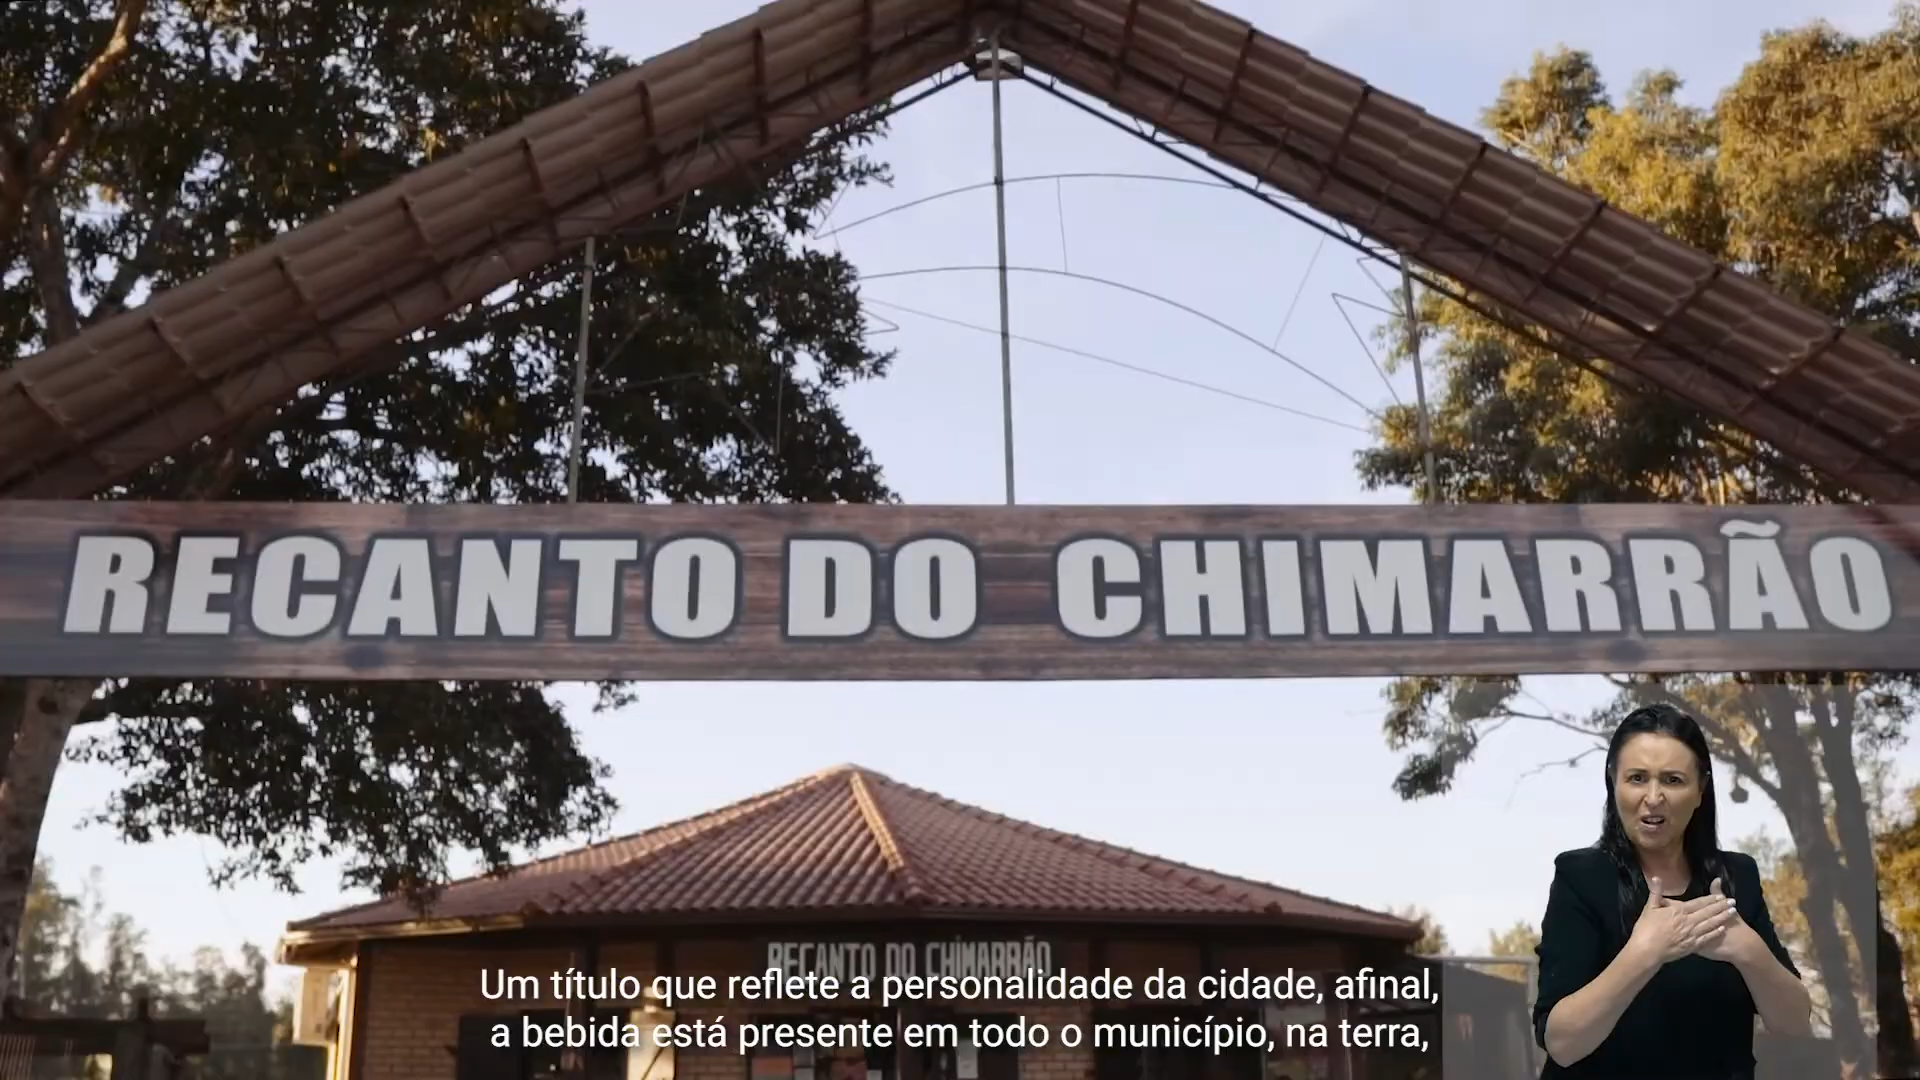 RECANTO DO CHIMARRÃO
RECANTO DO CHIMARRÃO
Um título que reflete a personalidade da cidade, afinal,
a bebida está presente em todo o município, na terra,